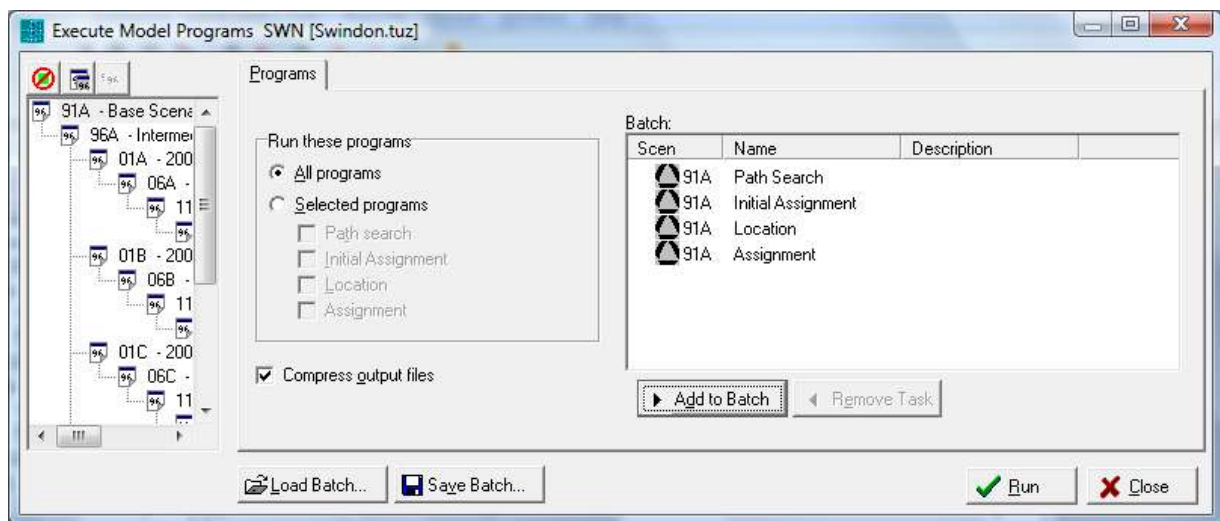 Execute Model Programs SWN [Swindon.tuz]
Programs
91A - Base Scena
96A - Intermer
01A - 200
06A -
11
01B - 200
06B -
11
01C - 200
06C -
11
Run these programs
All programs
Selected programs
Path search
Initial Assignment
Location
Assignment
Compress output files
Batch:
Scen Name Description
91A Path Search
91A Initial Assignment
91A Location
91A Assignment
Add to Batch Remove Task
Load Batch... Save Batch... Run Close